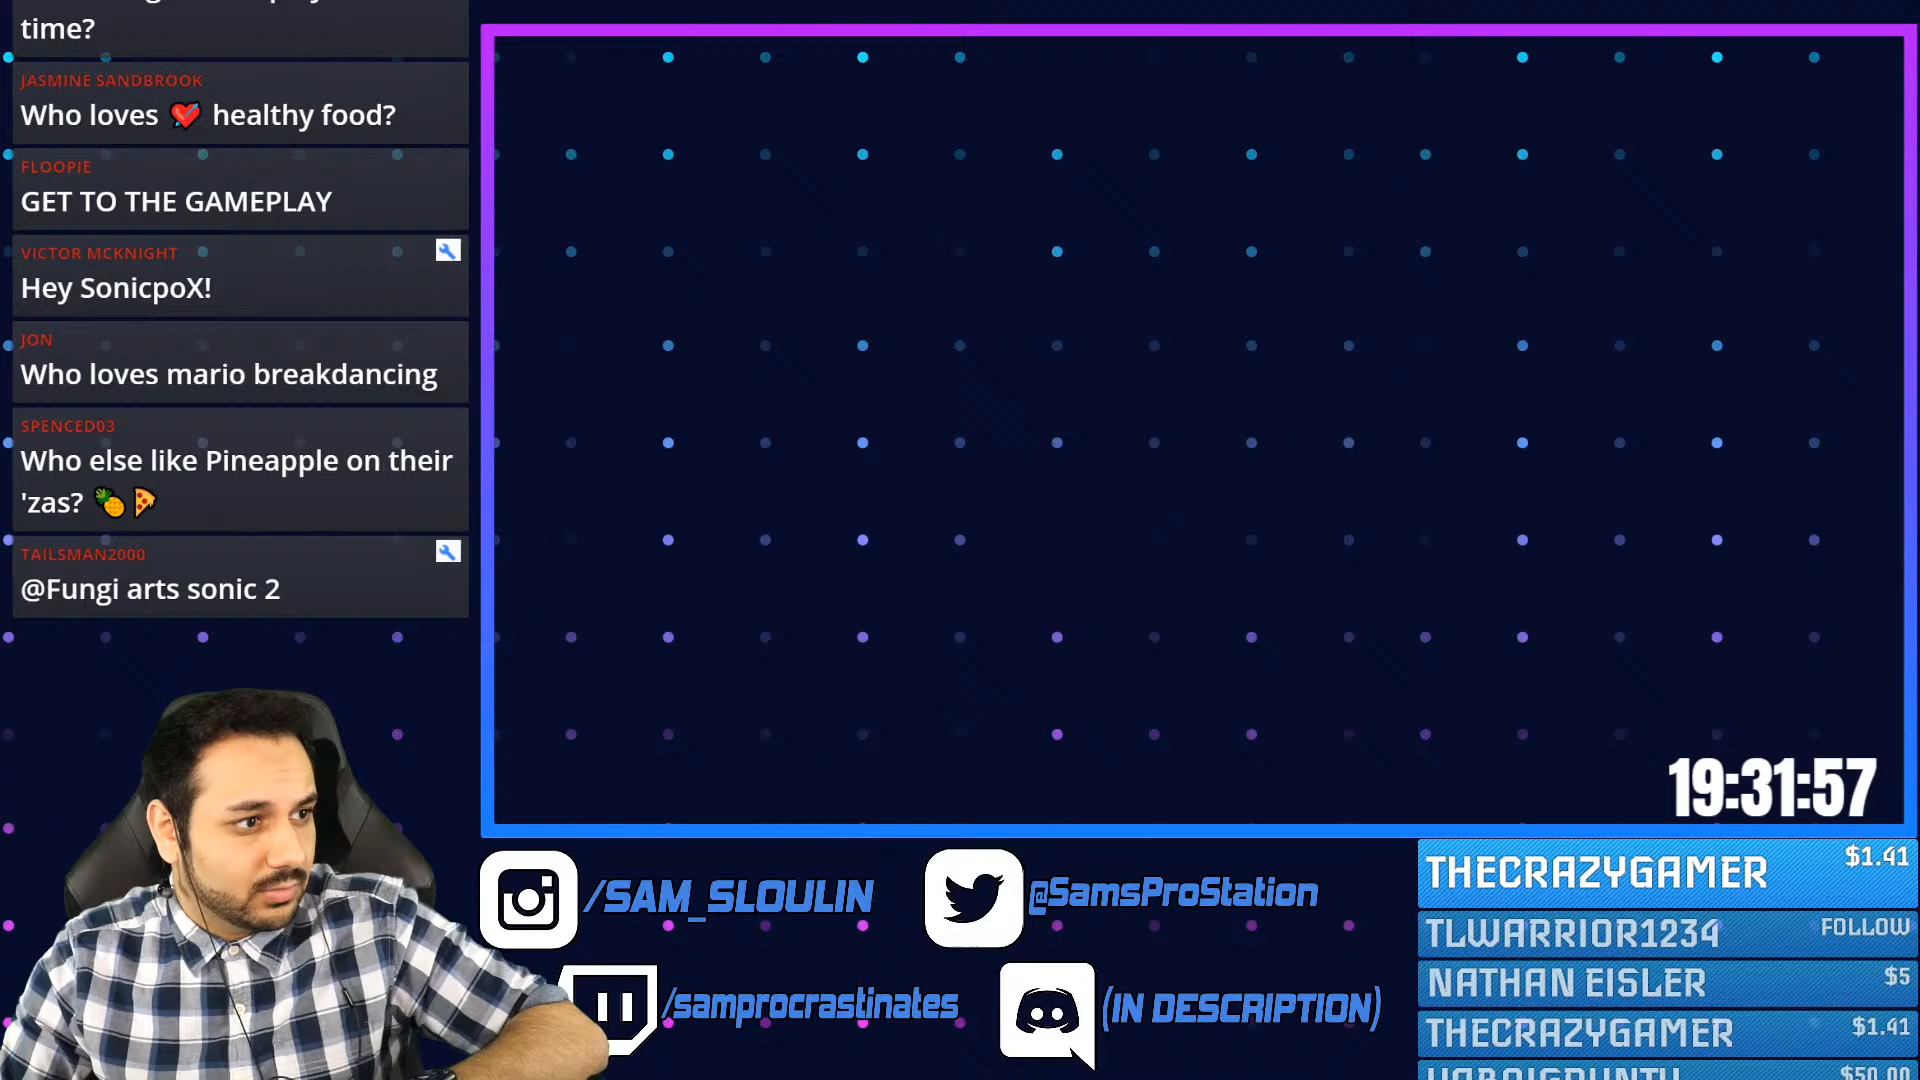 time?
JASMINE SANDBROOK
Who loves 💘 healthy food?
FLOOPIE
GET TO THE GAMEPLAY
VICTOR MCKNIGHT
Hey SonicpoX!
JON
Who loves mario breakdancing
SPENCED03
Who else like Pineapple on their
'zas? 🍍🍕
TAILSMAN2000
@Fungi arts sonic 2
19:31:57
/SAM_SLOULIN
@SamsProStation
/samprocrastinates
(IN DESCRIPTION)
THECRAZYGAMER $1.41
TLWARRIOR1234 FOLLOW
NATHAN EISLER $5
THECRAZYGAMER $1.41
$50.00